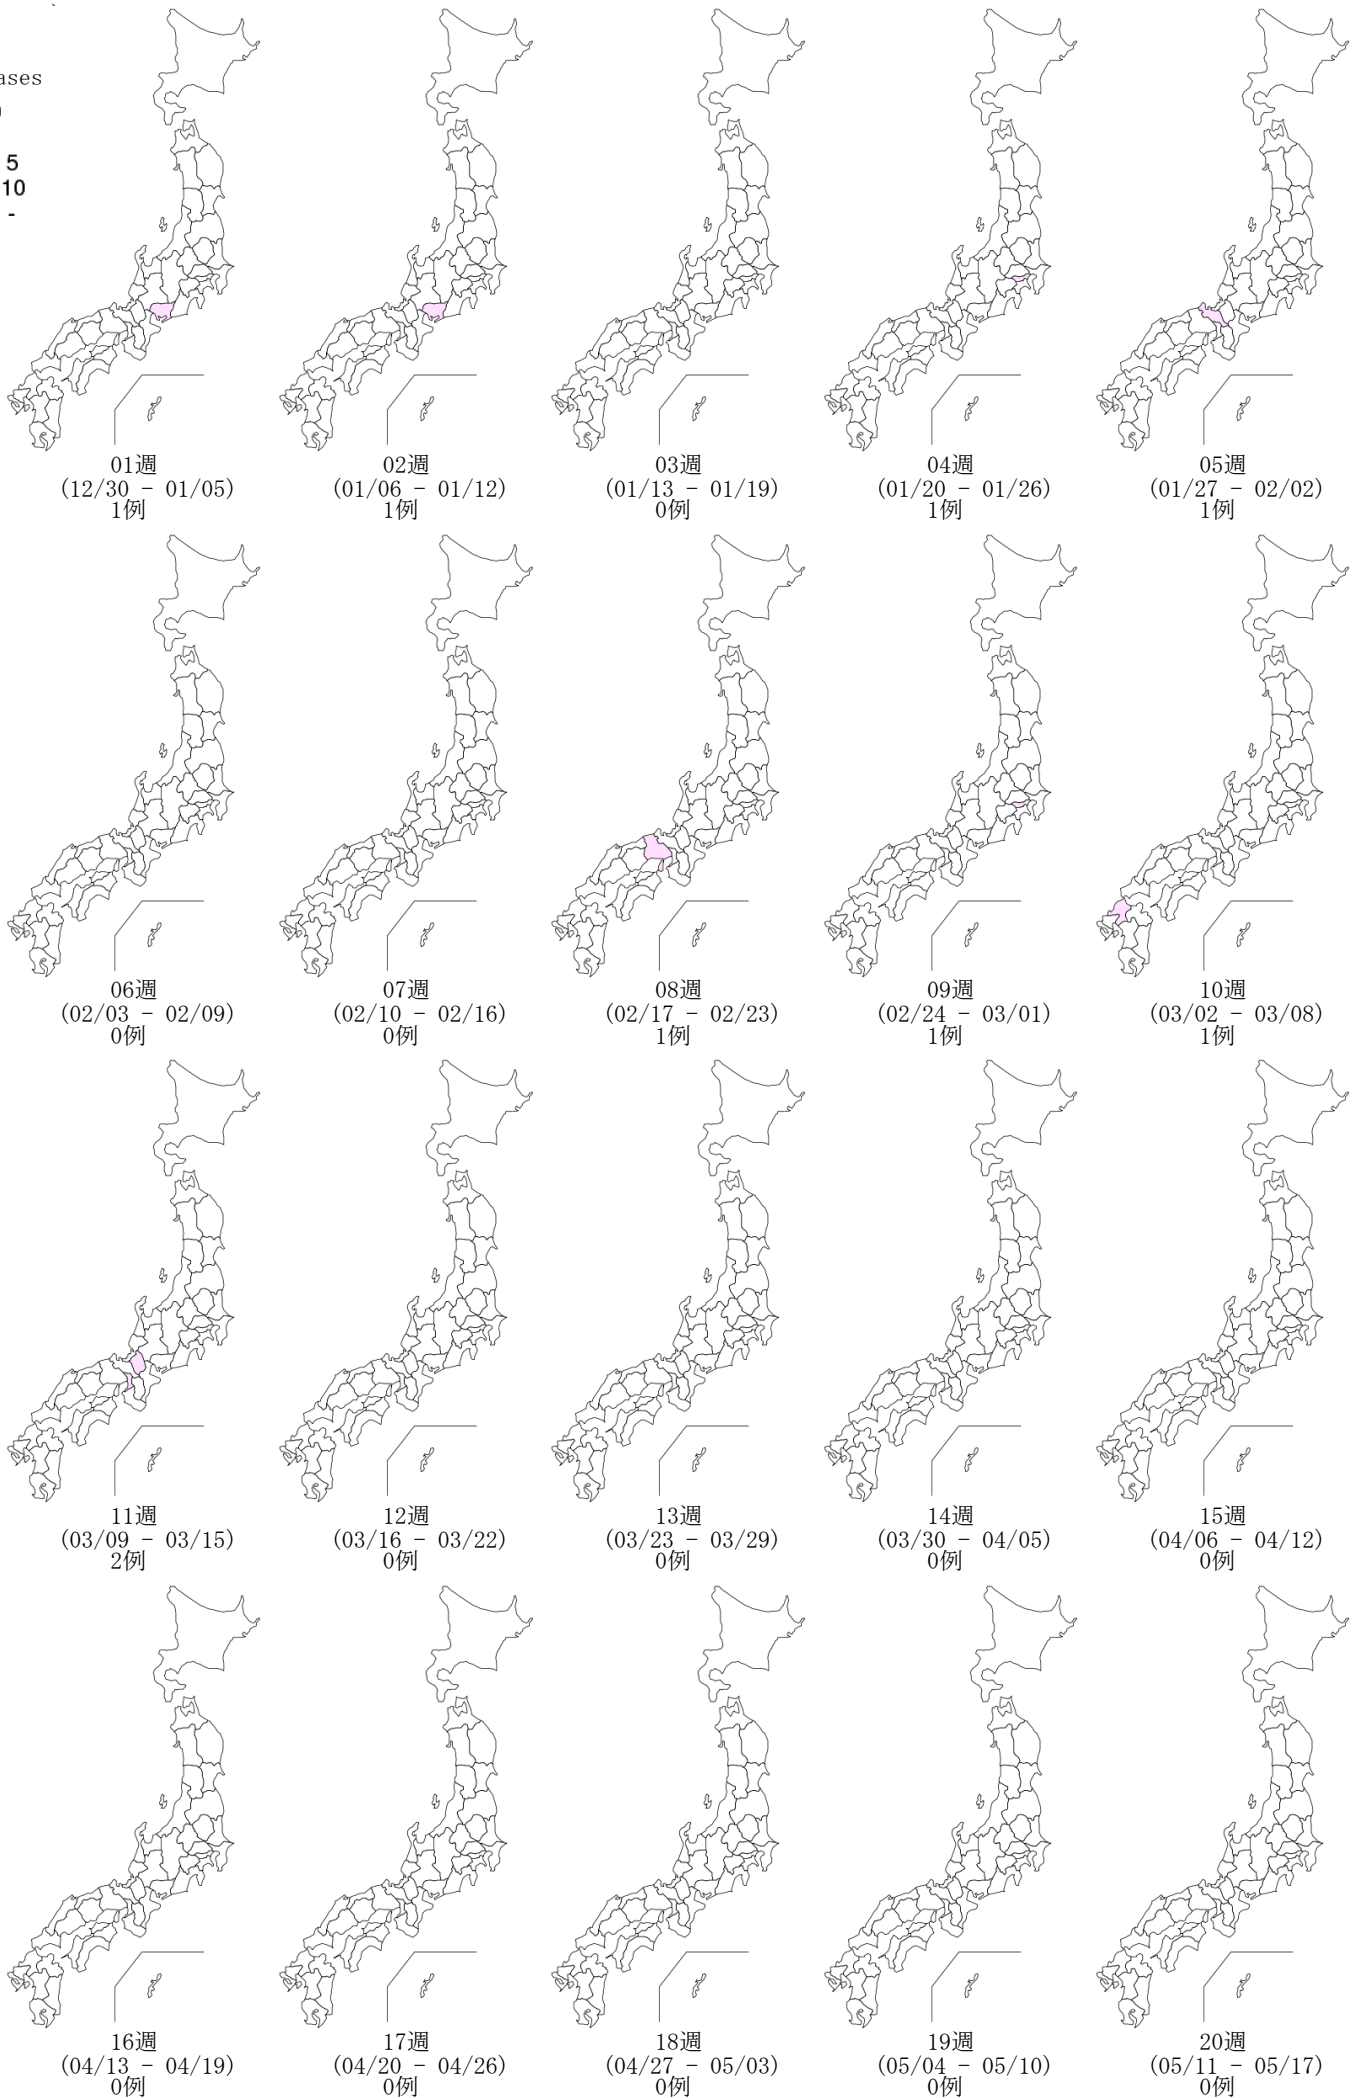 ases
5
10
-
01週
(12/30 - 01/05)
1例
02週
(01/06 - 01/12)
1例
03週
(01/13 - 01/19)
0例
04週
(01/20 - 01/26)
1例
05週
(01/27 - 02/02)
1例
06週
(02/03 - 02/09)
0例
07週
(02/10 - 02/16)
0例
08週
(02/17 - 02/23)
1例
09週
(02/24 - 03/01)
1例
10週
(03/02 - 03/08)
1例
11週
(03/09 - 03/15)
2例
12週
(03/16 - 03/22)
0例
13週
(03/23 - 03/29)
0例
14週
(03/30 - 04/05)
0例
15週
(04/06 - 04/12)
0例
16週
(04/13 - 04/19)
0例
17週
(04/20 - 04/26)
0例
18週
(04/27 - 05/03)
0例
19週
(05/04 - 05/10)
0例
20週
(05/11 - 05/17)
0例